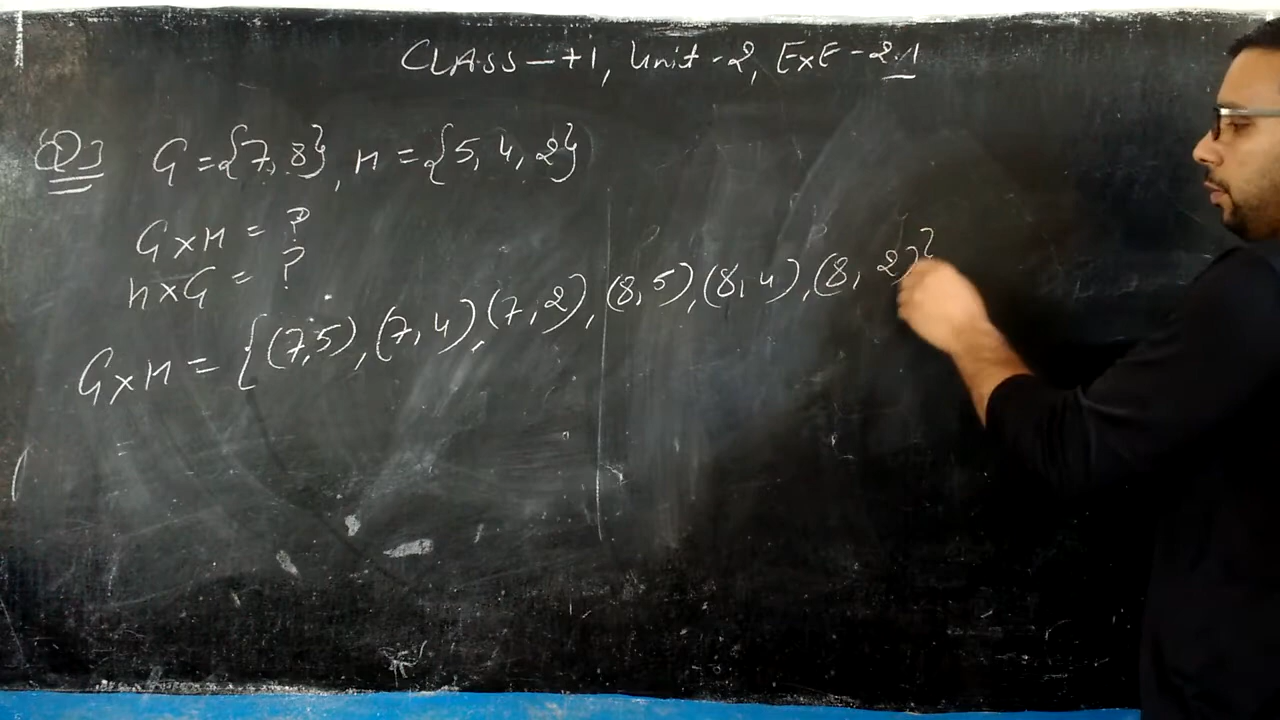 CLASS-+1, Unit-2, EXE-2.1
Q3 G={7,8}, H={5,4,2}
G×H = ?
H×G = ?
G×H = {(7,5),(7,4),(7,2),(8,5),(8,4),(8,2)}
=